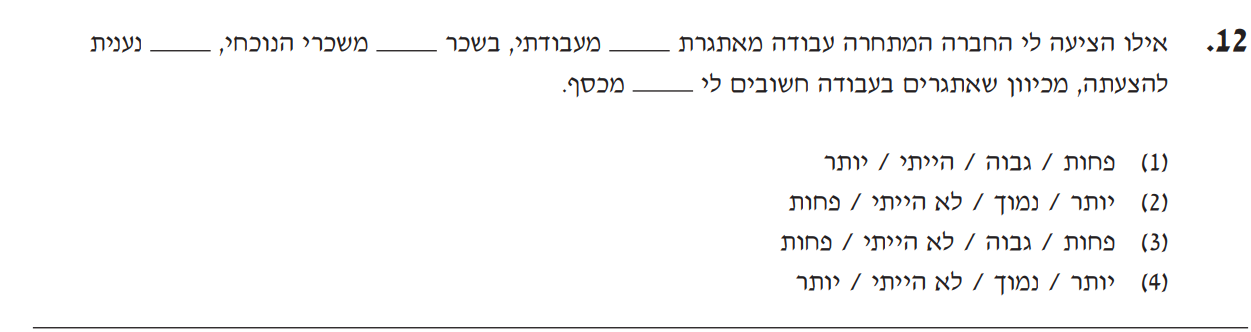 12. אילו הציעה לי החברה המתחרה עבודה מאתגרת _____ מעבודתי, בשכר _____ משכרי הנוכחי, _____ נענית
להצעתה, מכיוון שאתגרים בעבודה חשובים לי _____ מכסף.
(1) פחות / גבוה / הייתי / יותר
(2) יותר / נמוך / לא הייתי / פחות
(3) פחות / גבוה / לא הייתי / פחות
(4) יותר / נמוך / לא הייתי / יותר